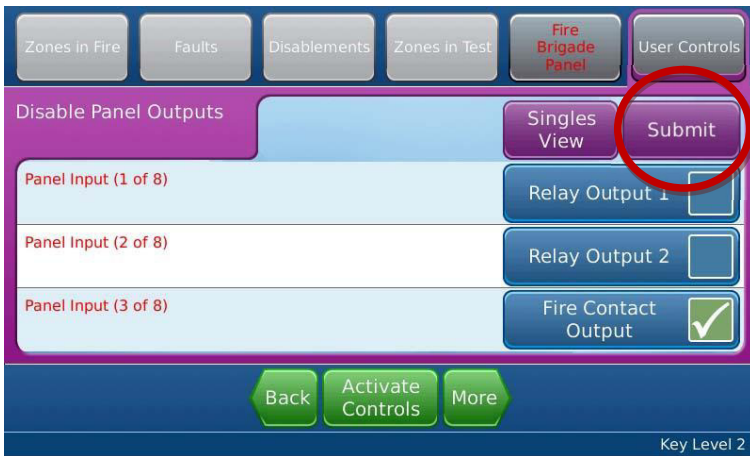 Zones in Fire
Faults
Disablements
Zones in Test
Fire
Brigade
Panel
User Controls
Disable Panel Outputs
Singles
View
Submit
Panel Input (1 of 8)
Relay Output 1
Panel Input (2 of 8)
Relay Output 2
Panel Input (3 of 8)
Fire Contact
Output
Back
Activate
Controls
More
Key Level 2